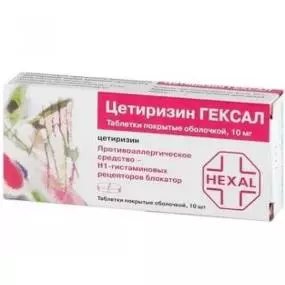 Цетиризин ГЕКСАЛ
Таблетки покрытые оболочкой, 10 мг
цетиризин
Противоаллергическое
средство –
H1-гистаминовых
рецепторов блокатор
HEXAL
Таблетки покрытые оболочкой, 10 шт